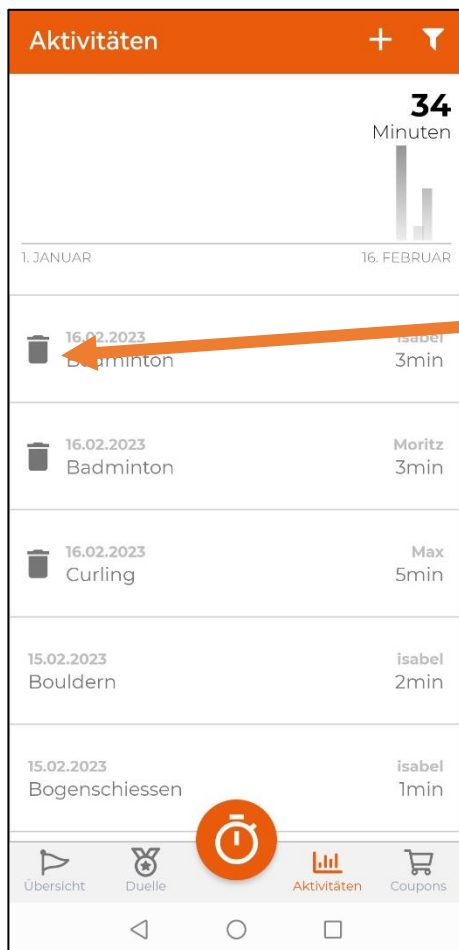 Aktivitäten
34
Minuten
1. JANUAR 16. FEBRUAR
16.02.2023 isabel
Badminton 3min
16.02.2023 Moritz
Badminton 3min
16.02.2023 Max
Curling 5min
15.02.2023 isabel
Bouldern 2min
15.02.2023 isabel
Bogenschiessen 1min
Übersicht Duelle Aktivitäten Coupons